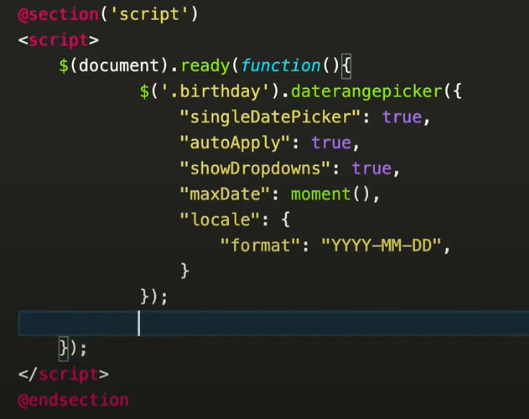 @section('script')
<script>
$(document).ready(function(){
$('.birthday').daterangepicker({
"singleDatePicker": true,
"autoApply": true,
"showDropdowns": true,
"maxDate": moment(),
"locale": {
"format": "YYYY-MM-DD",
}
});
});
</script>
@endsection